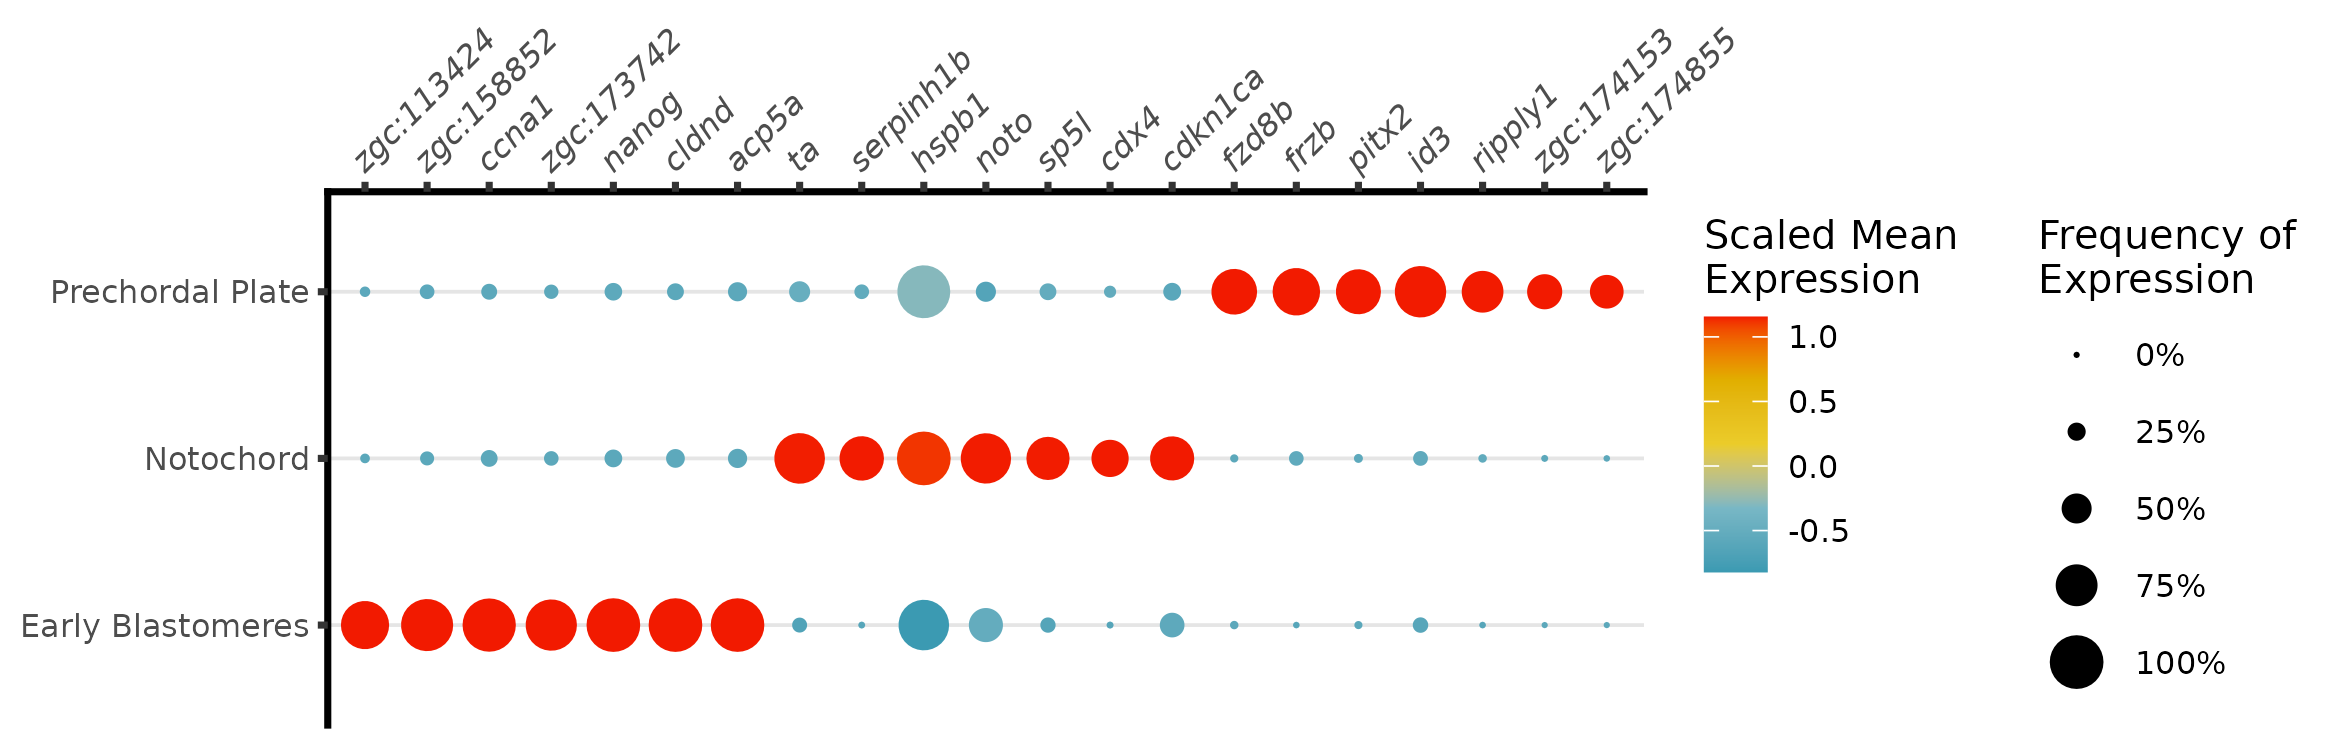 zgc:113424
zgc:158852
ccna1
zgc:173742
nanog
cldnd
acp5a
ta
serpinh1b
hspb1
noto
sp5l
cdx4
cdkn1ca
fzd8b
frzb
pitx2
id3
ripply1
zgc:174153
zgc:174855
Prechordal Plate
Notochord
Early Blastomeres
Scaled Mean
Expression
1.0
0.5
0.0
-0.5
Frequency of
Expression
0%
25%
50%
75%
100%